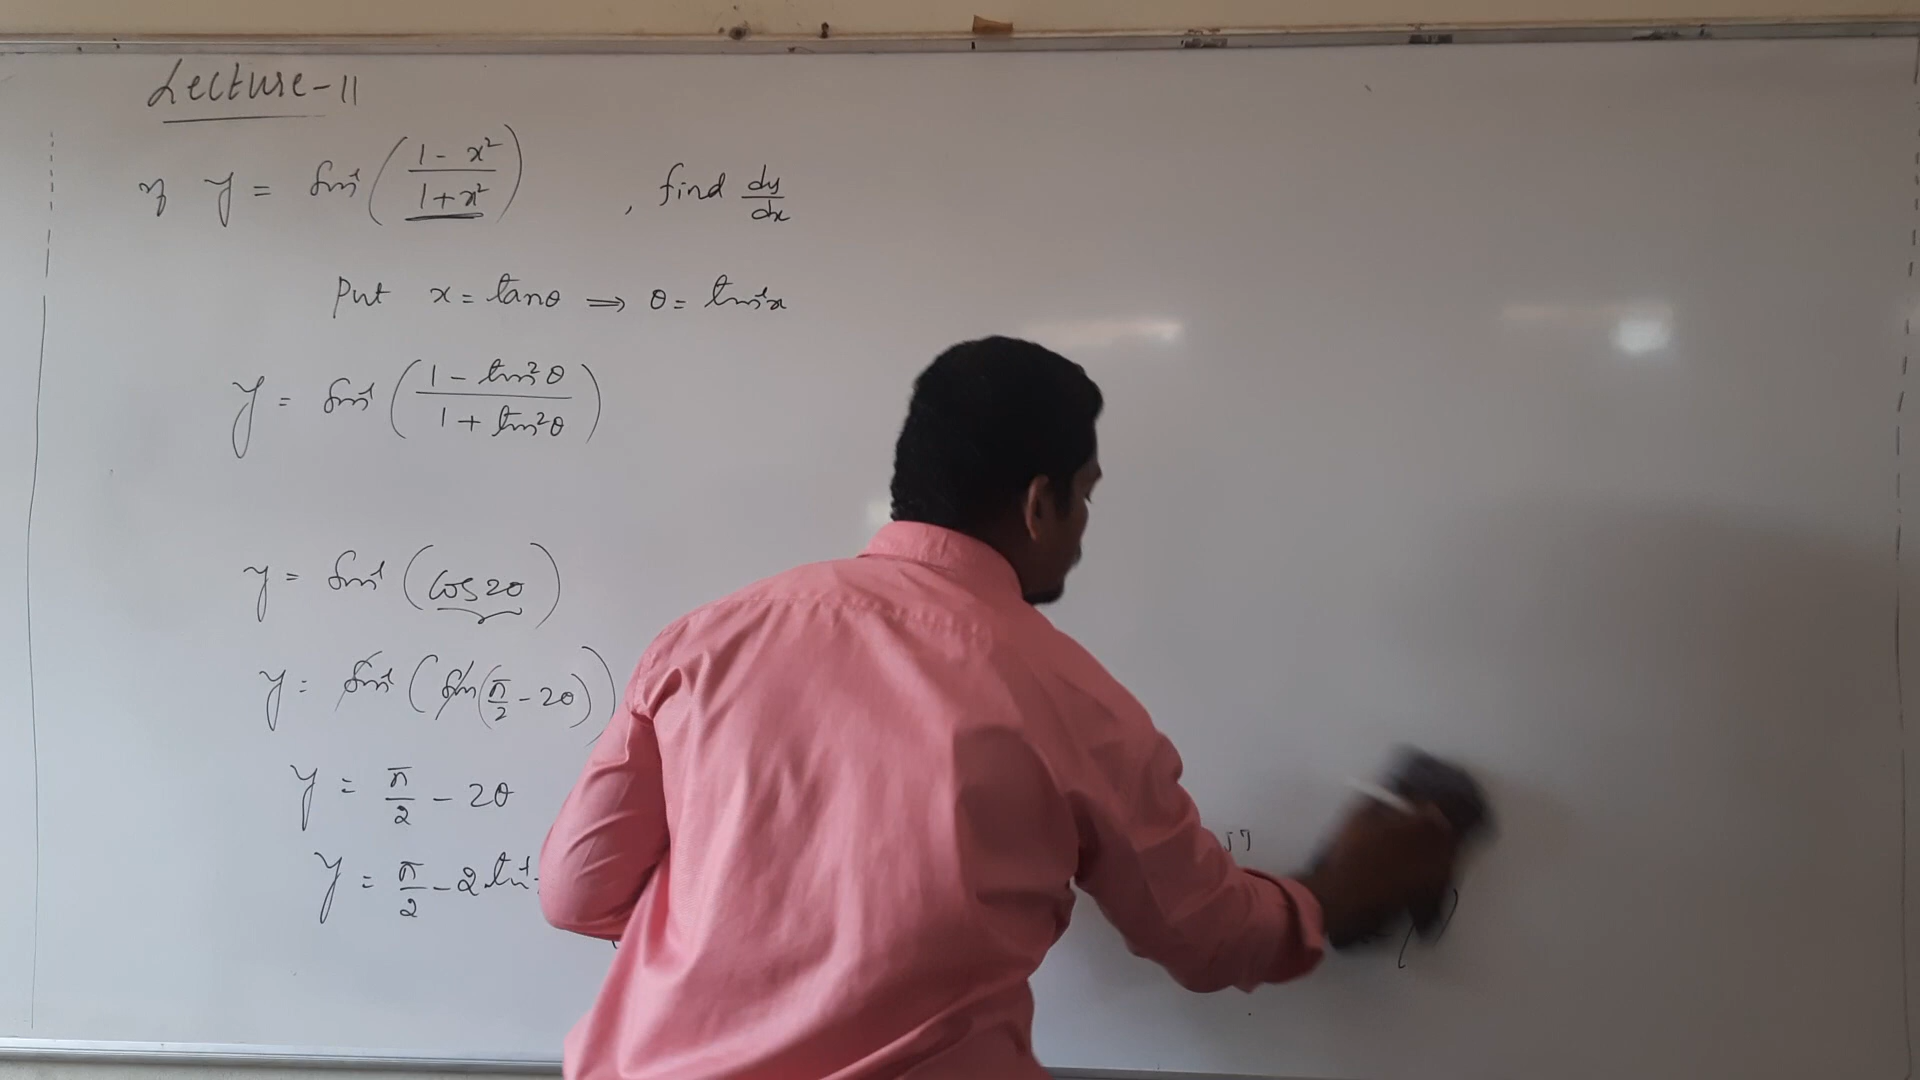 Lecture-11
If y = sin⁻¹((1 - x²)/(1 + x²)), find dy/dx
Put x = tanθ ⇒ θ = tan⁻¹x
y = sin⁻¹((1 - tan²θ)/(1 + tan²θ))
y = sin⁻¹(cos2θ)
y = sin⁻¹(sin(π/2 - 2θ))
y = π/2 - 2θ
y = π/2 - 2 tan⁻¹